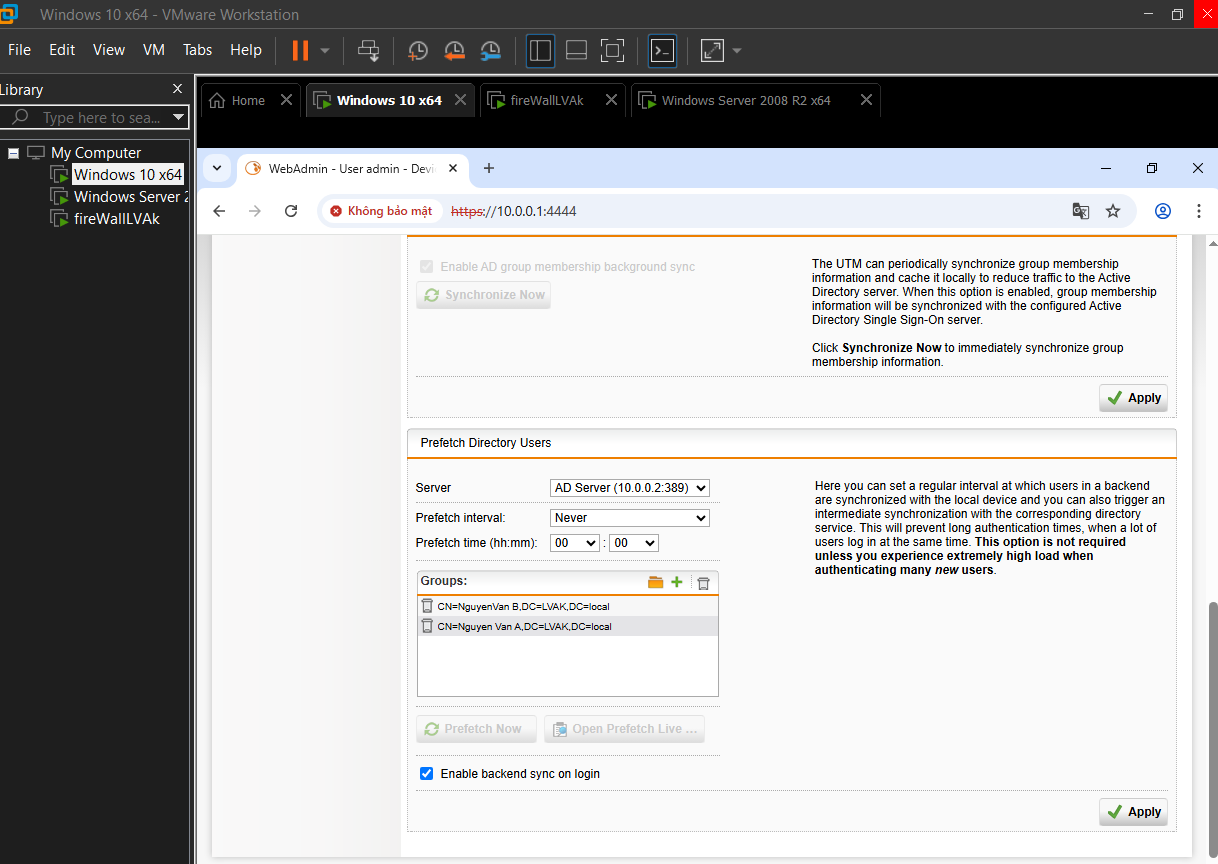 Windows 10 x64 - VMware Workstation
File Edit View VM Tabs Help
Library
Type here to sea...
My Computer
Windows 10 x64
Windows Server 2
fireWallLVAk
Home
Windows 10 x64
fireWallLVAk
Windows Server 2008 R2 x64
WebAdmin - User admin - Devi
Không bảo mật
https://10.0.0.1:4444
Enable AD group membership background sync
Synchronize Now
The UTM can periodically synchronize group membership
information and cache it locally to reduce traffic to the Active
Directory server. When this option is enabled, group membership
information will be synchronized with the configured Active
Directory Single Sign-On server.
Click Synchronize Now to immediately synchronize group
membership information.
Apply
Prefetch Directory Users
Server
AD Server (10.0.0.2:389)
Prefetch interval:
Never
Prefetch time (hh:mm):
00 : 00
Groups:
CN=NguyenVan B,DC=LVAK,DC=local
CN=Nguyen Van A,DC=LVAK,DC=local
Prefetch Now
Open Prefetch Live ...
Enable backend sync on login
Here you can set a regular interval at which users in a backend
are synchronized with the local device and you can also trigger an
intermediate synchronization with the corresponding directory
service. This will prevent long authentication times, when a lot of
users log in at the same time. This option is not required
unless you experience extremely high load when
authenticating many new users.
Apply